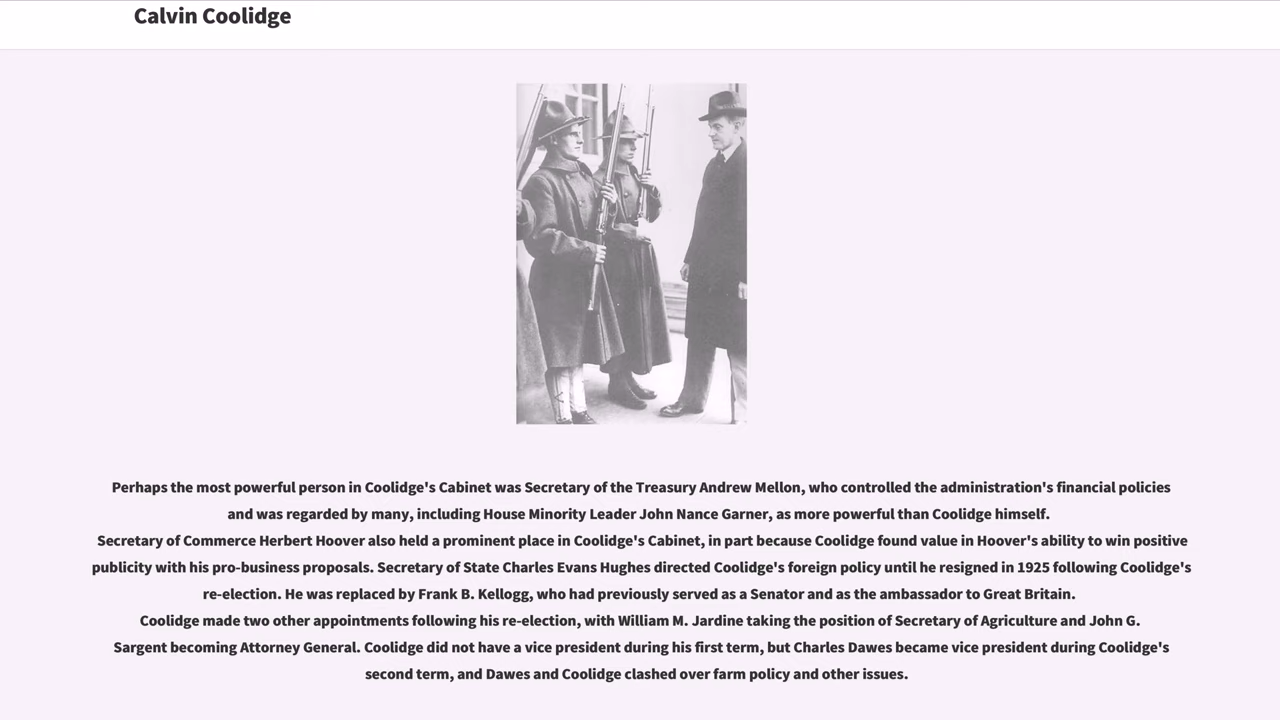 Calvin Coolidge
Perhaps the most powerful person in Coolidge's Cabinet was Secretary of the Treasury Andrew Mellon, who controlled the administration's financial policies
and was regarded by many, including House Minority Leader John Nance Garner, as more powerful than Coolidge himself.
Secretary of Commerce Herbert Hoover also held a prominent place in Coolidge's Cabinet, in part because Coolidge found value in Hoover's ability to win positive
publicity with his pro-business proposals. Secretary of State Charles Evans Hughes directed Coolidge's foreign policy until he resigned in 1925 following Coolidge's
re-election. He was replaced by Frank B. Kellogg, who had previously served as a Senator and as the ambassador to Great Britain.
Coolidge made two other appointments following his re-election, with William M. Jardine taking the position of Secretary of Agriculture and John G.
Sargent becoming Attorney General. Coolidge did not have a vice president during his first term, but Charles Dawes became vice president during Coolidge's
second term, and Dawes and Coolidge clashed over farm policy and other issues.